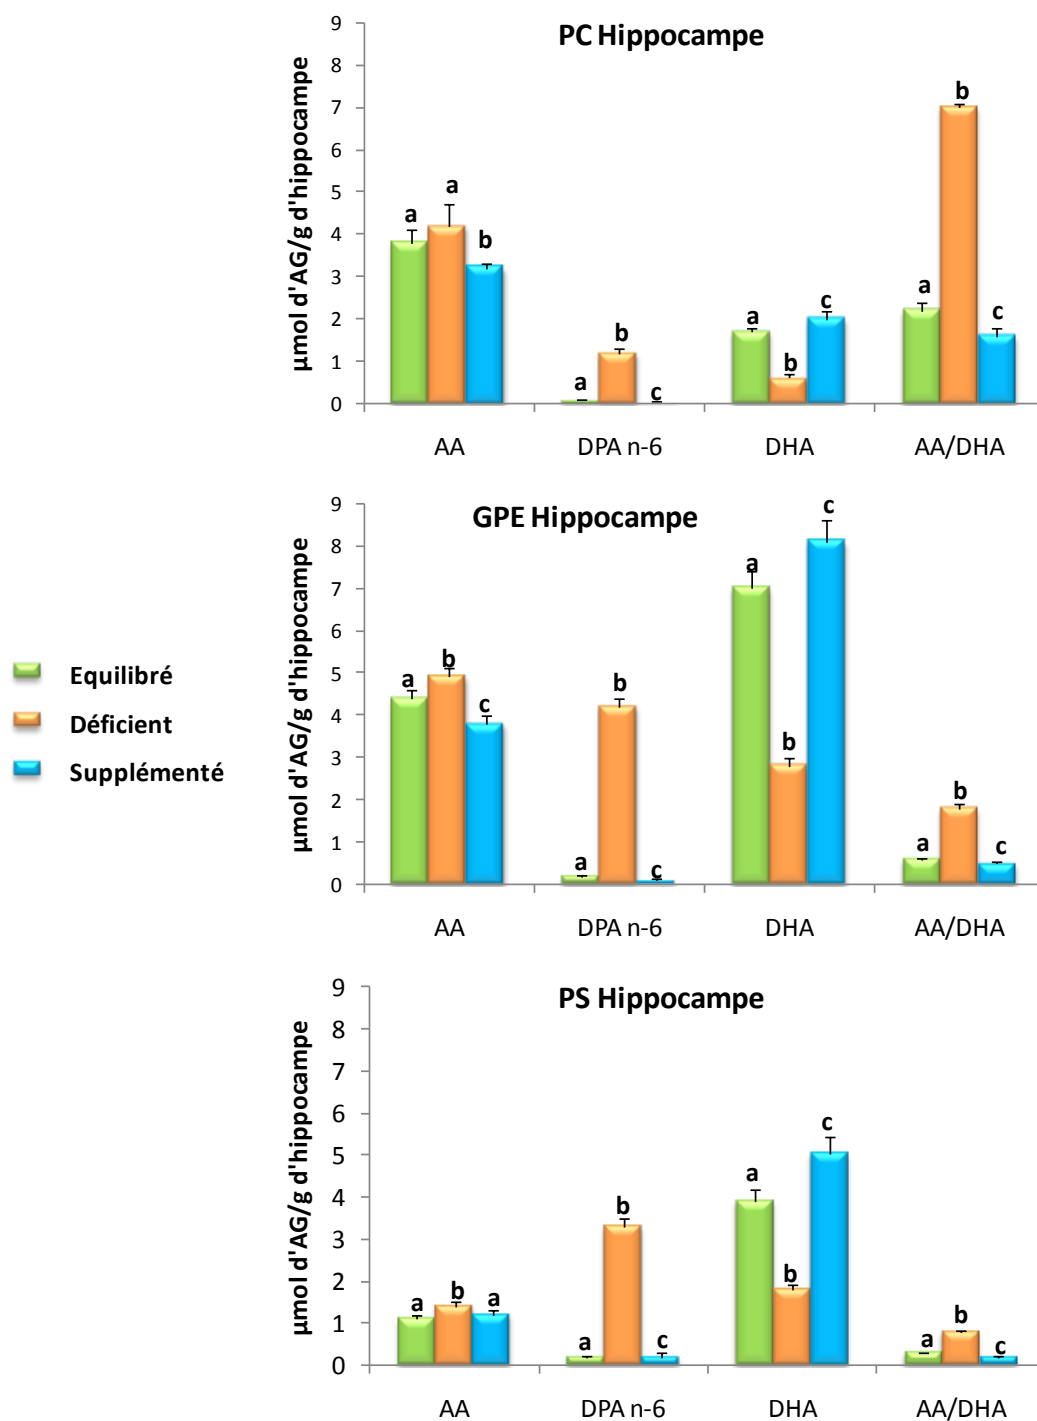 PC Hippocampe
µmol d'AG/g d'hippocampe
9
8
7
6
5
4
3
2
1
0
a a b
a b c
a b c
a b c
AA DPA n-6 DHA AA/DHA
GPE Hippocampe
µmol d'AG/g d'hippocampe
9
8
7
6
5
4
3
2
1
0
a b c
a b c
a b c
a b c
AA DPA n-6 DHA AA/DHA
Equilibré
Déficient
Supplémenté
PS Hippocampe
µmol d'AG/g d'hippocampe
9
8
7
6
5
4
3
2
1
0
a b a
a b c
a b c
a b c
AA DPA n-6 DHA AA/DHA